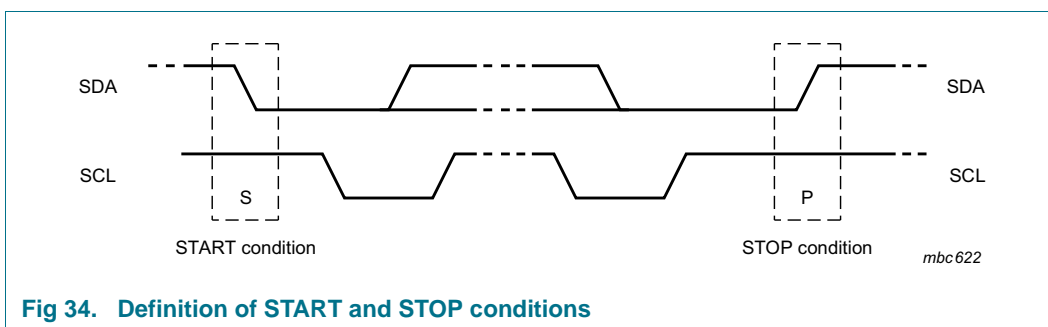 SDA SDA
SCL SCL
S P
START condition STOP condition
mbc622
Fig 34. Definition of START and STOP conditions